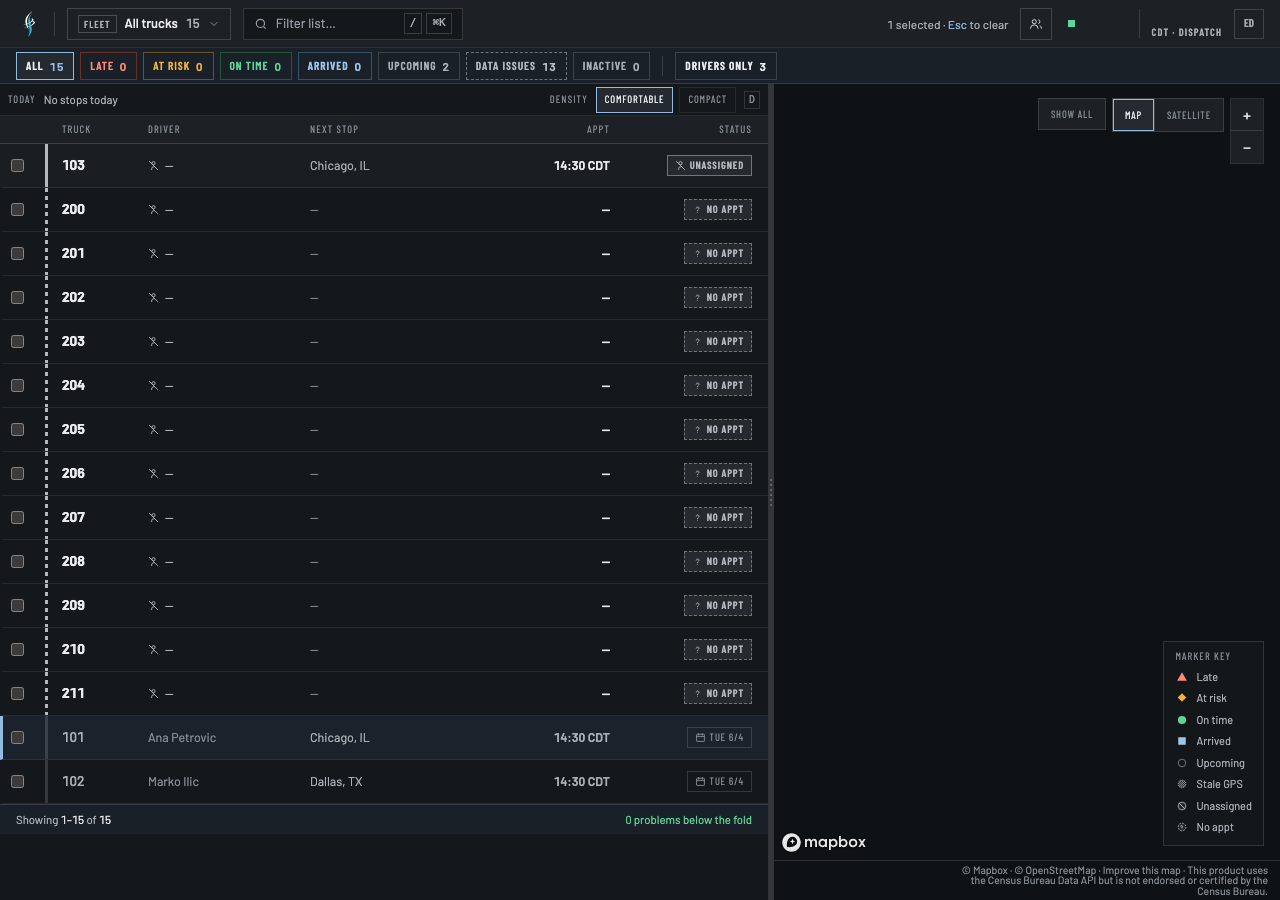 FLEET All trucks 15
Filter list... / ⌘K
1 selected · Esc to clear
CDT · DISPATCH
ED
ALL 15
LATE 0
AT RISK 0
ON TIME 0
ARRIVED 0
UPCOMING 2
DATA ISSUES 13
INACTIVE 0
DRIVERS ONLY 3
TODAY No stops today
DENSITY COMFORTABLE COMPACT D
TRUCK DRIVER NEXT STOP APPT STATUS
103 — Chicago, IL 14:30 CDT UNASSIGNED
200 — — — ? NO APPT
201 — — — ? NO APPT
202 — — — ? NO APPT
203 — — — ? NO APPT
204 — — — ? NO APPT
205 — — — ? NO APPT
206 — — — ? NO APPT
207 — — — ? NO APPT
208 — — — ? NO APPT
209 — — — ? NO APPT
210 — — — ? NO APPT
211 — — — ? NO APPT
101 Ana Petrovic Chicago, IL 14:30 CDT TUE 6/4
102 Marko Ilic Dallas, TX 14:30 CDT TUE 6/4
Showing 1–15 of 15
0 problems below the fold
SHOW ALL MAP SATELLITE +
−
MARKER KEY
Late
At risk
On time
Arrived
Upcoming
Stale GPS
Unassigned
No appt
mapbox
© Mapbox · © OpenStreetMap · Improve this map · This product uses
the Census Bureau Data API but is not endorsed or certified by the
Census Bureau.